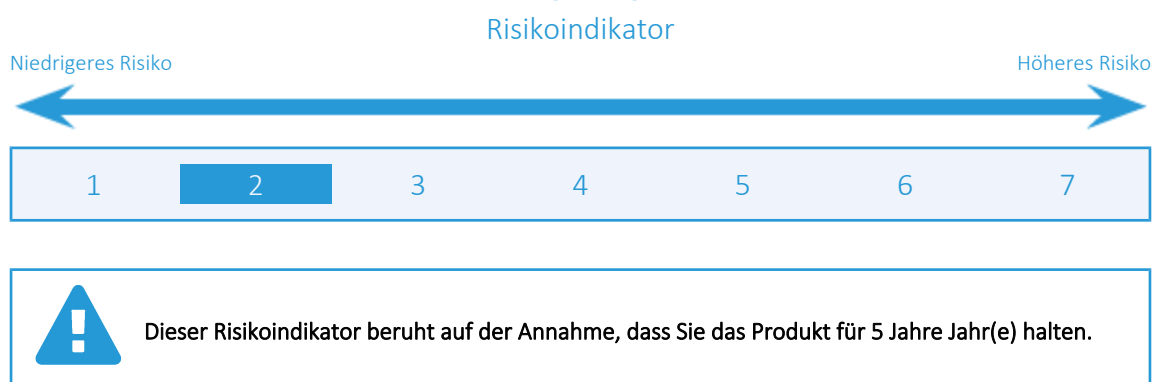 Risikoindikator
Niedrigeres Risiko Höheres Risiko
1 2 3 4 5 6 7
Dieser Risikoindikator beruht auf der Annahme, dass Sie das Produkt für 5 Jahre Jahr(e) halten.